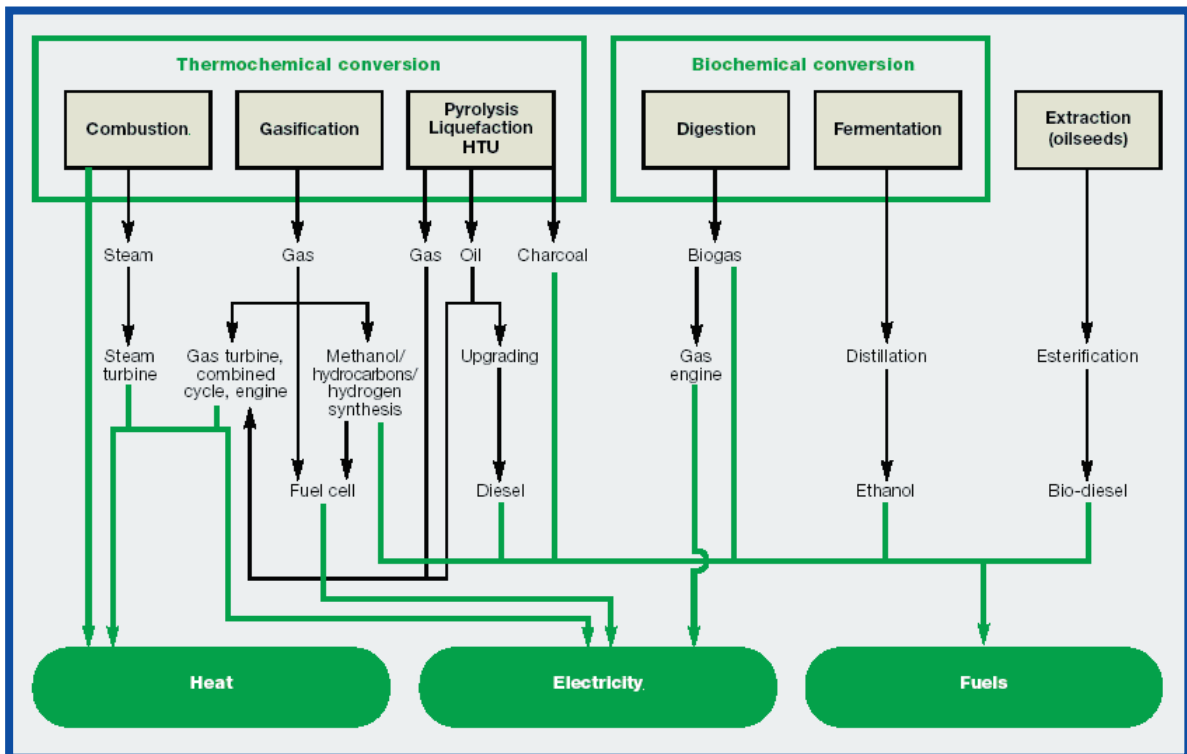 Thermochemical conversion
Biochemical conversion
Combustion.
Gasification
Pyrolysis
Liquefaction
HTU
Digestion
Fermentation
Extraction
(oilseeds)
Steam
Gas
Gas
Oil
Charcoal
Biogas
Steam
turbine
Gas turbine,
combined
cycle, engine
Methanol/
hydrocarbons/
hydrogen
synthesis
Upgrading
Gas
engine
Distillation
Esterification
Fuel cell
Diesel
Ethanol
Bio-diesel
Heat
Electricity.
Fuels